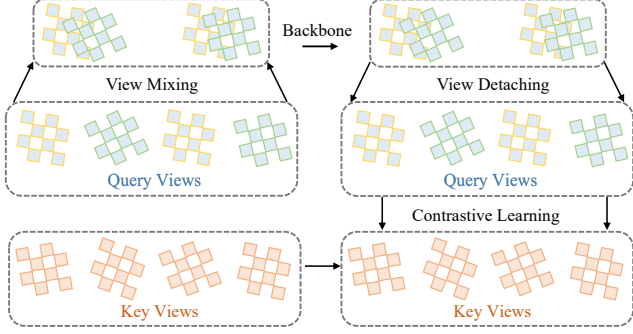 Backbone
View Mixing
View Detaching
Query Views
Query Views
Contrastive Learning
Key Views
Key Views